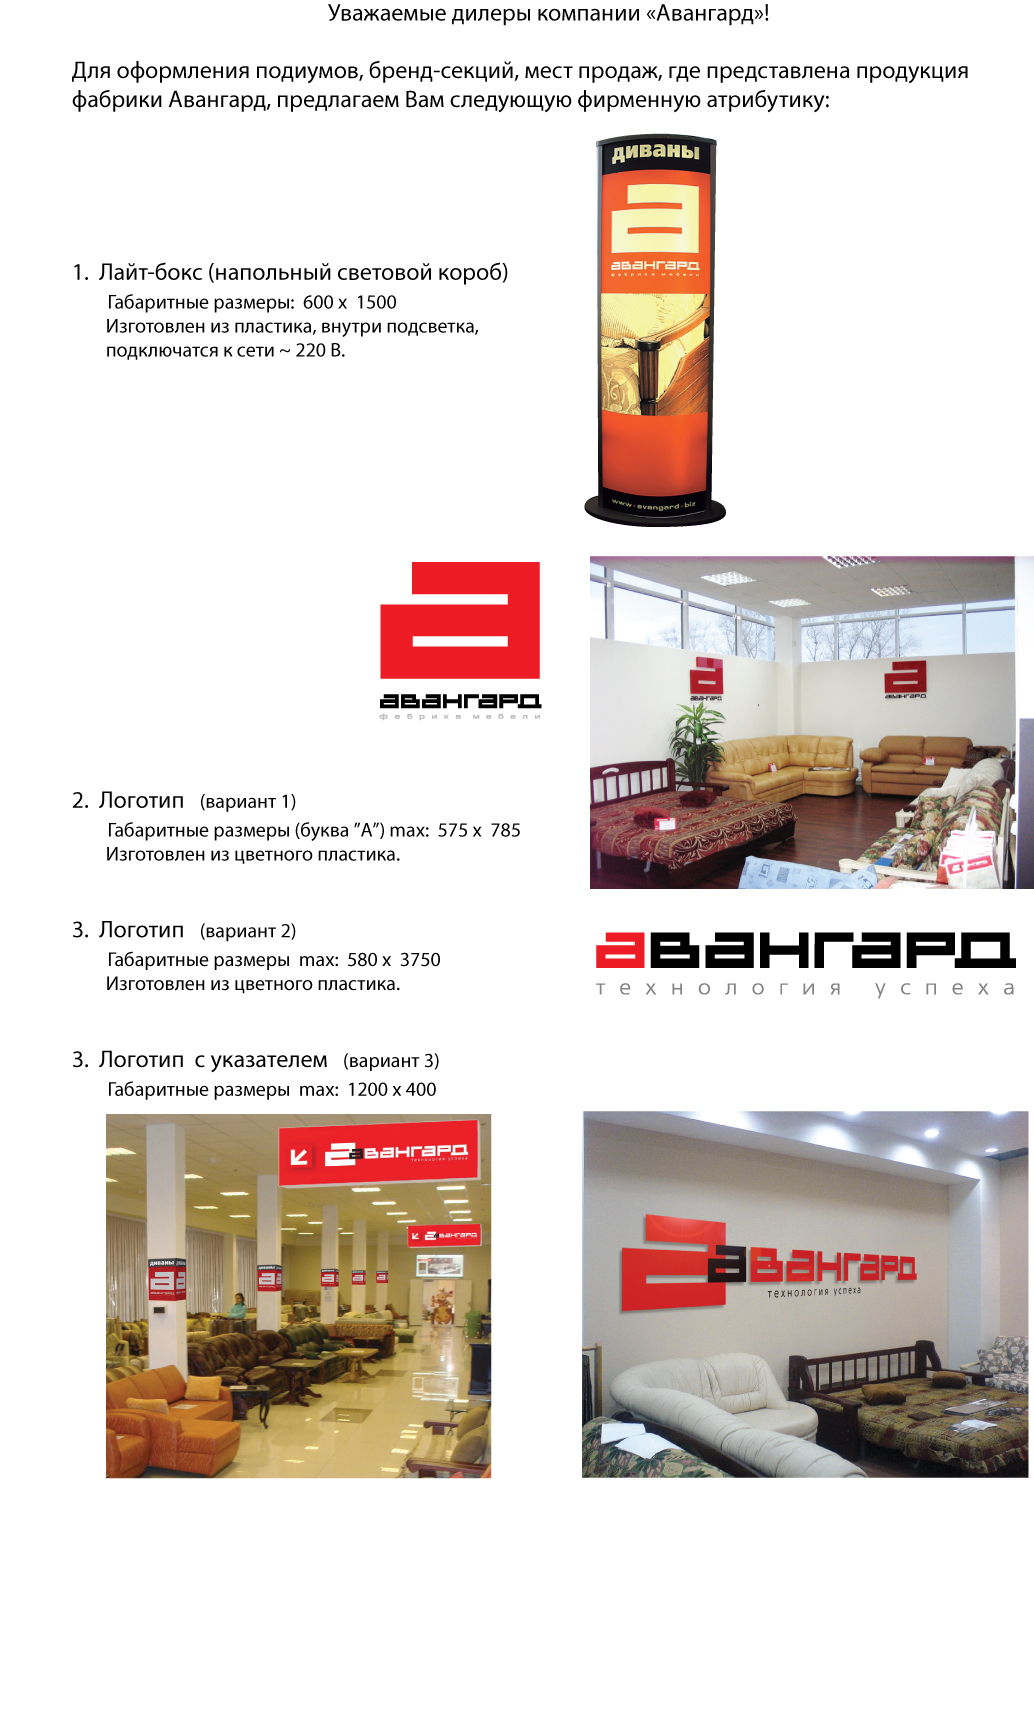 Уважаемые дилеры компании «Авангард»!
Для оформления подиумов, бренд-секций, мест продаж, где представлена продукция
фабрики Авангард, предлагаем Вам следующую фирменную атрибутику:
диваны
а
авангард
фабрика мебели
www·avangard·biz
1. Лайт-бокс (напольный световой короб)
Габаритные размеры: 600 х 1500
Изготовлен из пластика, внутри подсветка,
подключатся к сети ~ 220 В.
а
авангард
фабрика мебели
а
авангард
а
авангард
2. Логотип (вариант 1)
Габаритные размеры (буква ”А”) max: 575 х 785
Изготовлен из цветного пластика.
3. Логотип (вариант 2)
Габаритные размеры max: 580 х 3750
Изготовлен из цветного пластика.
авангард
технология успеха
3. Логотип с указателем (вариант 3)
Габаритные размеры max: 1200 х 400
а авангард
технология успеха
а авангард
диваны
а
а
а авангард
технология успеха